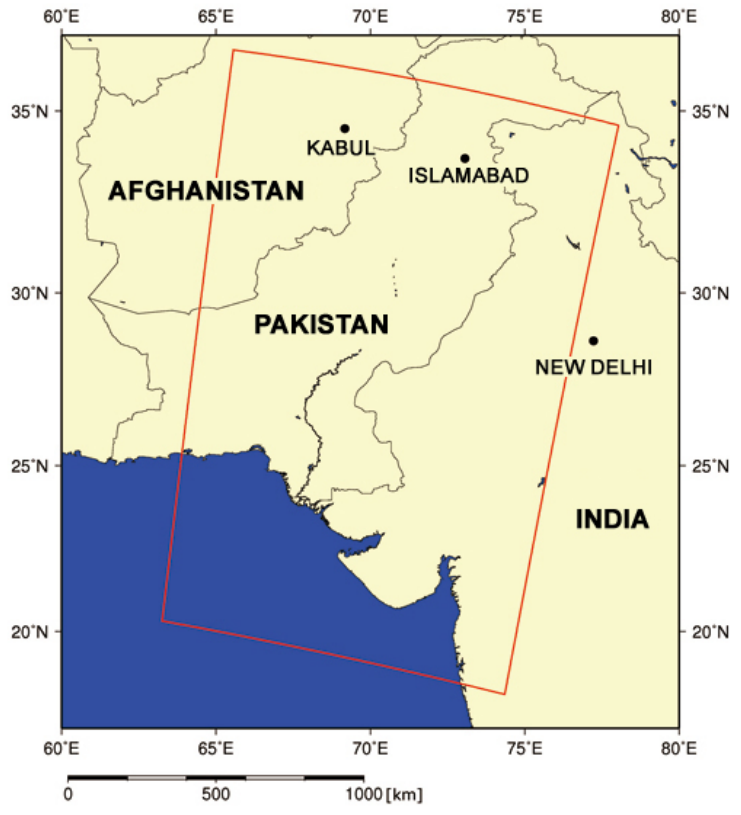 60°E 65°E 70°E 75°E 80°E
35°N 35°N
KABUL
ISLAMABAD
AFGHANISTAN
30°N 30°N
PAKISTAN
NEW DELHI
25°N 25°N
INDIA
20°N 20°N
60°E 65°E 70°E 75°E 80°E
0 500 1000 [km]